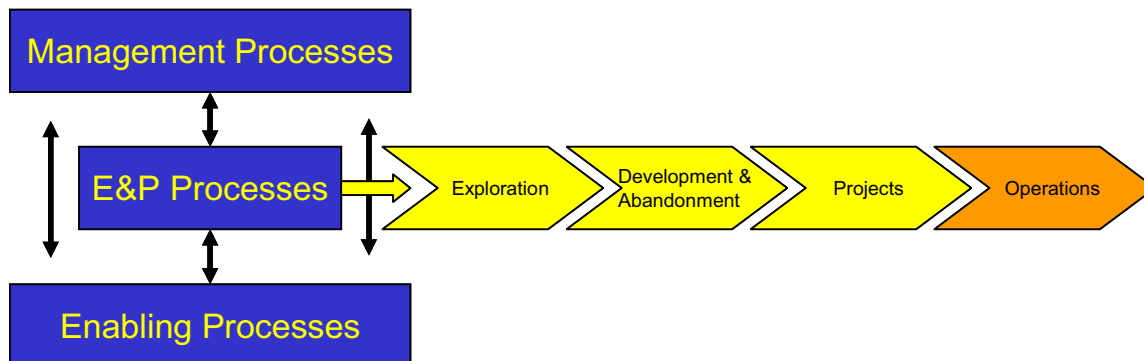 Management Processes
E&P Processes
Exploration
Development &
Abandonment
Projects
Operations
Enabling Processes